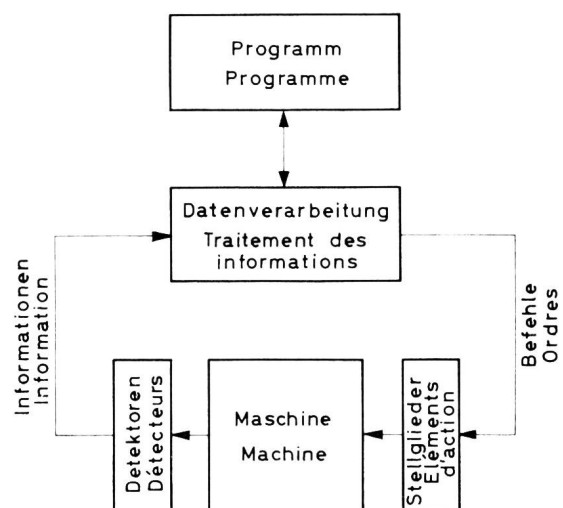 Programm
Programme
Datenverarbeitung
Traitement des
informations
Informationen
Information
Befehle
Ordres
Detektoren
Détecteurs
Maschine
Machine
Stellglieder
Eléments
d'action